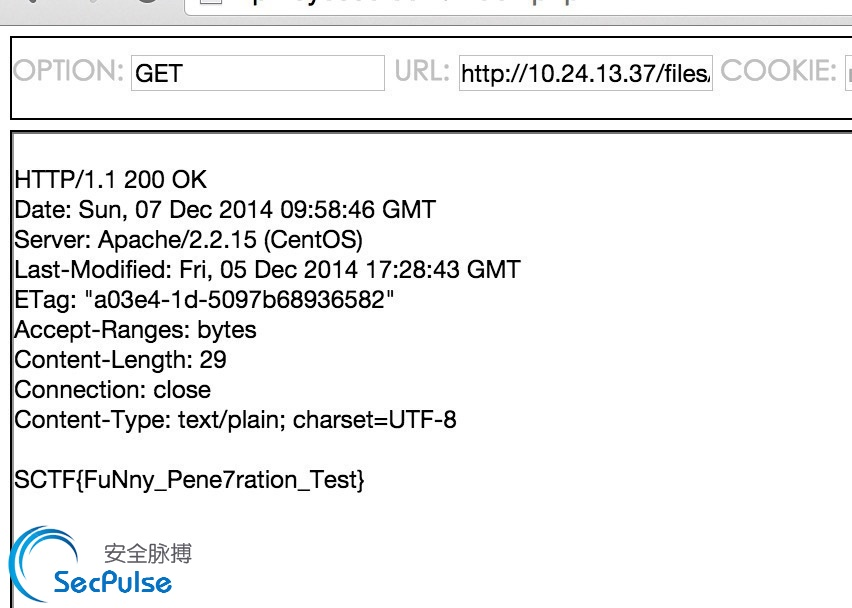 OPTION: GET URL: http://10.24.13.37/files/ COOKIE:
HTTP/1.1 200 OK
Date: Sun, 07 Dec 2014 09:58:46 GMT
Server: Apache/2.2.15 (CentOS)
Last-Modified: Fri, 05 Dec 2014 17:28:43 GMT
ETag: "a03e4-1d-5097b68936582"
Accept-Ranges: bytes
Content-Length: 29
Connection: close
Content-Type: text/plain; charset=UTF-8
SCTF{FuNny_Pene7ration_Test}
安全脉搏
SecPulse